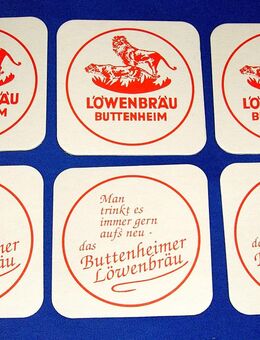 LÖWENBRÄU
BUTTENHEIM
Man
trinkt es
immer gern
aufs neu -
das
Buttenheimer
Löwenbräu